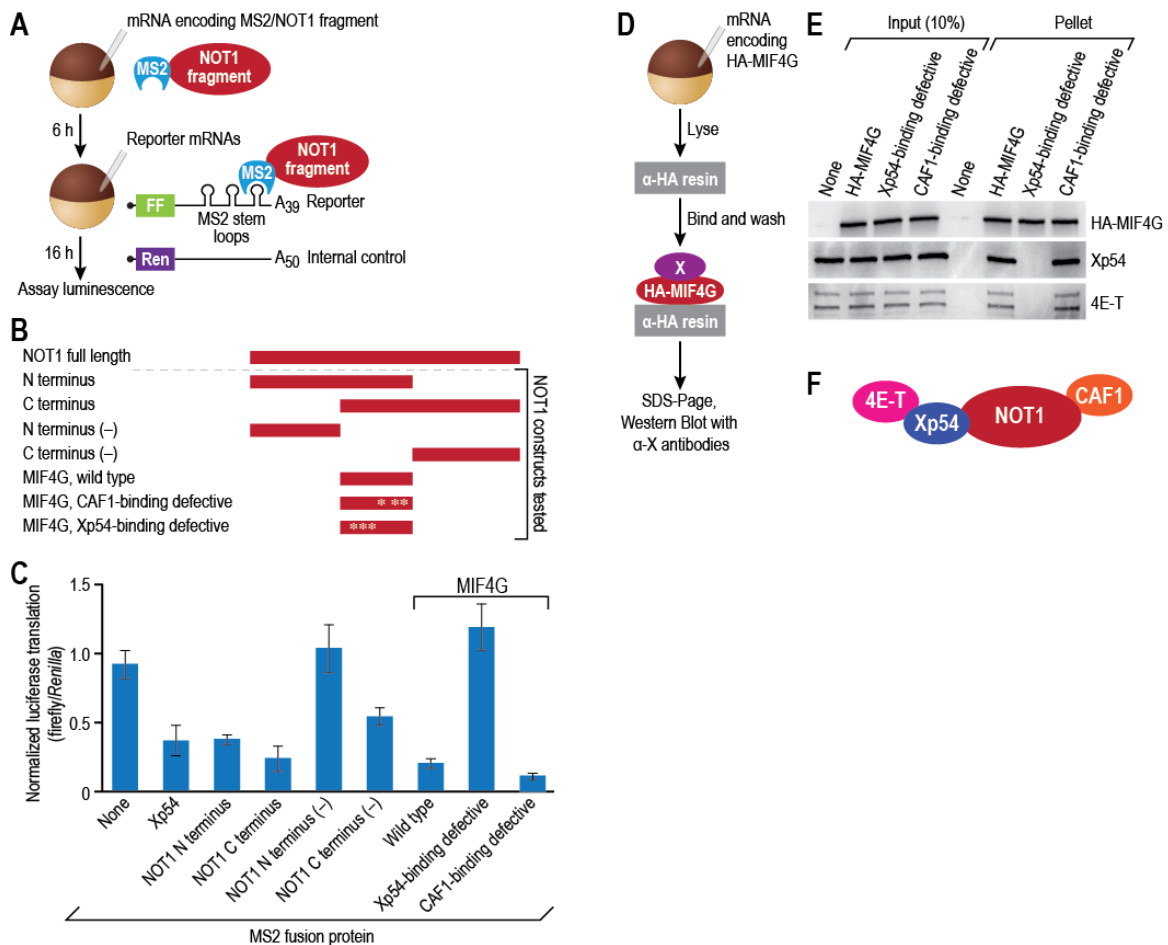 A
mRNA encoding MS2/NOT1 fragment
MS2
NOT1
fragment
6 h
Reporter mRNAs
NOT1
fragment
MS2
FF
MS2 stem
loops
A39 Reporter
16 h
Ren
A50 Internal control
Assay luminescence
B
NOT1 full length
N terminus
C terminus
N terminus (–)
C terminus (–)
MIF4G, wild type
MIF4G, CAF1-binding defective
* **
MIF4G, Xp54-binding defective
***
NOT1 constructs tested
C
Normalized luciferase translation
(firefly/Renilla)
1.5
1.0
0.5
0
MIF4G
None
Xp54
NOT1 N terminus
NOT1 C terminus
NOT1 N terminus (–)
NOT1 C terminus (–)
Wild type
Xp54-binding defective
CAF1-binding defective
MS2 fusion protein
D
mRNA
encoding
HA-MIF4G
Lyse
α-HA resin
Bind and wash
X
HA-MIF4G
α-HA resin
SDS-Page,
Western Blot with
α-X antibodies
E
Input (10%)
Pellet
None
HA-MIF4G
Xp54-binding defective
CAF1-binding defective
None
HA-MIF4G
Xp54-binding defective
CAF1-binding defective
HA-MIF4G
Xp54
4E-T
F
4E-T
Xp54
NOT1
CAF1